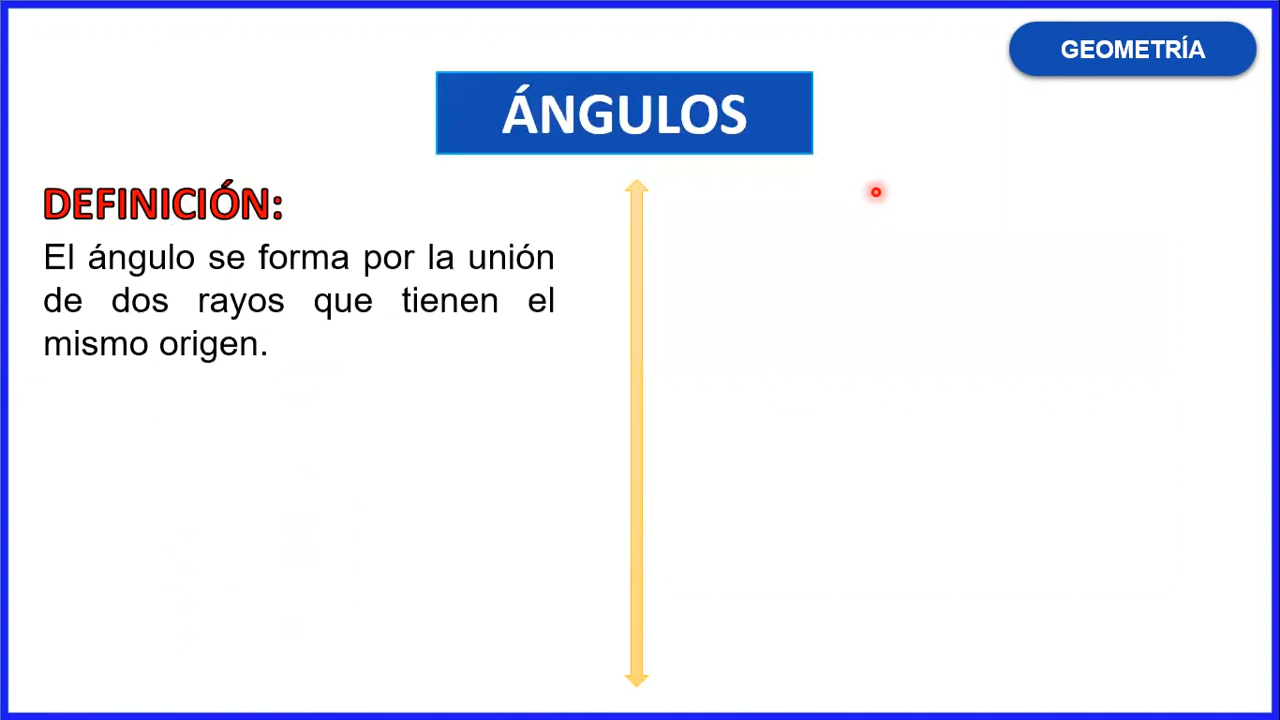 GEOMETRÍA
ÁNGULOS
DEFINICIÓN:
El ángulo se forma por la unión
de dos rayos que tienen el
mismo origen.